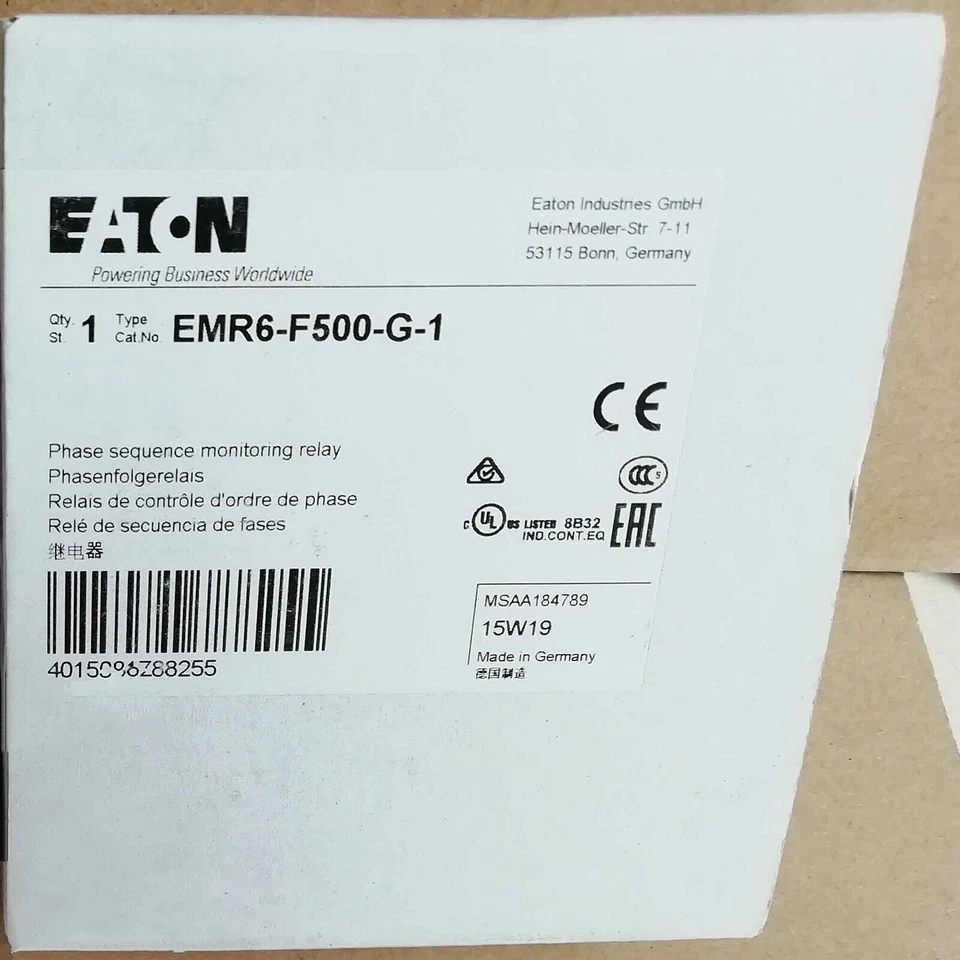 EATON
Powering Business Worldwide
Eaton Industries GmbH
Hein-Moeller-Str 7-11
53115 Bonn, Germany
Qty. 1 Type EMR6-F500-G-1
St. Cat.No.
CE
Phase sequence monitoring relay
Phasenfolgerelais
Relais de contrôle d'ordre de phase
Relé de secuencia de fases
继电器
CCC S
C UL US LISTED 8B32
IND.CONT.EQ
EAC
MSAA184789
15W19
Made in Germany
德国制造